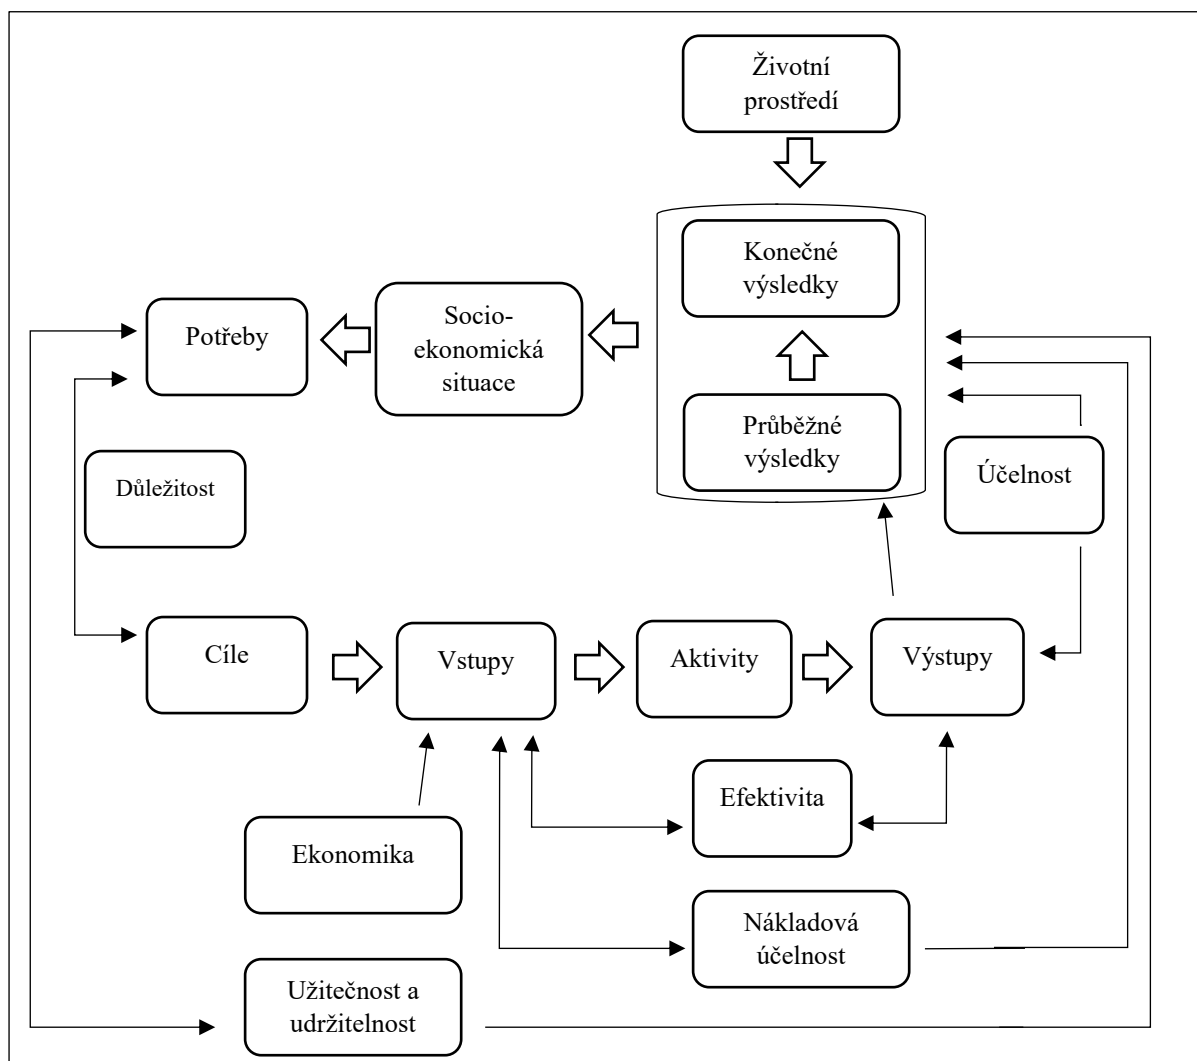 Životní
prostředí
Konečné
výsledky
Potřeby
Socio-
ekonomická
situace
Průběžné
výsledky
Účelnost
Důležitost
Cíle
Vstupy
Aktivity
Výstupy
Efektivita
Ekonomika
Nákladová
účelnost
Užitečnost a
udržitelnost